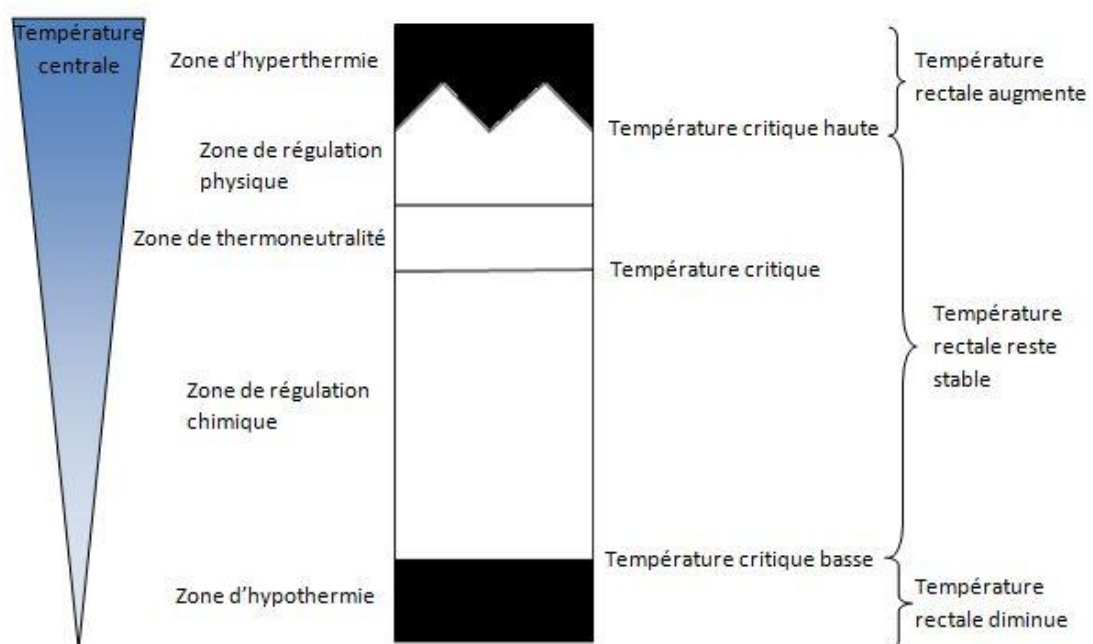 Température
centrale
Zone d'hyperthermie
Zone de régulation
physique
Zone de thermoneutralité
Zone de régulation
chimique
Zone d'hypothermie
Température critique haute
Température critique
Température critique basse
Température
rectale augmente
Température
rectale reste
stable
Température
rectale diminue